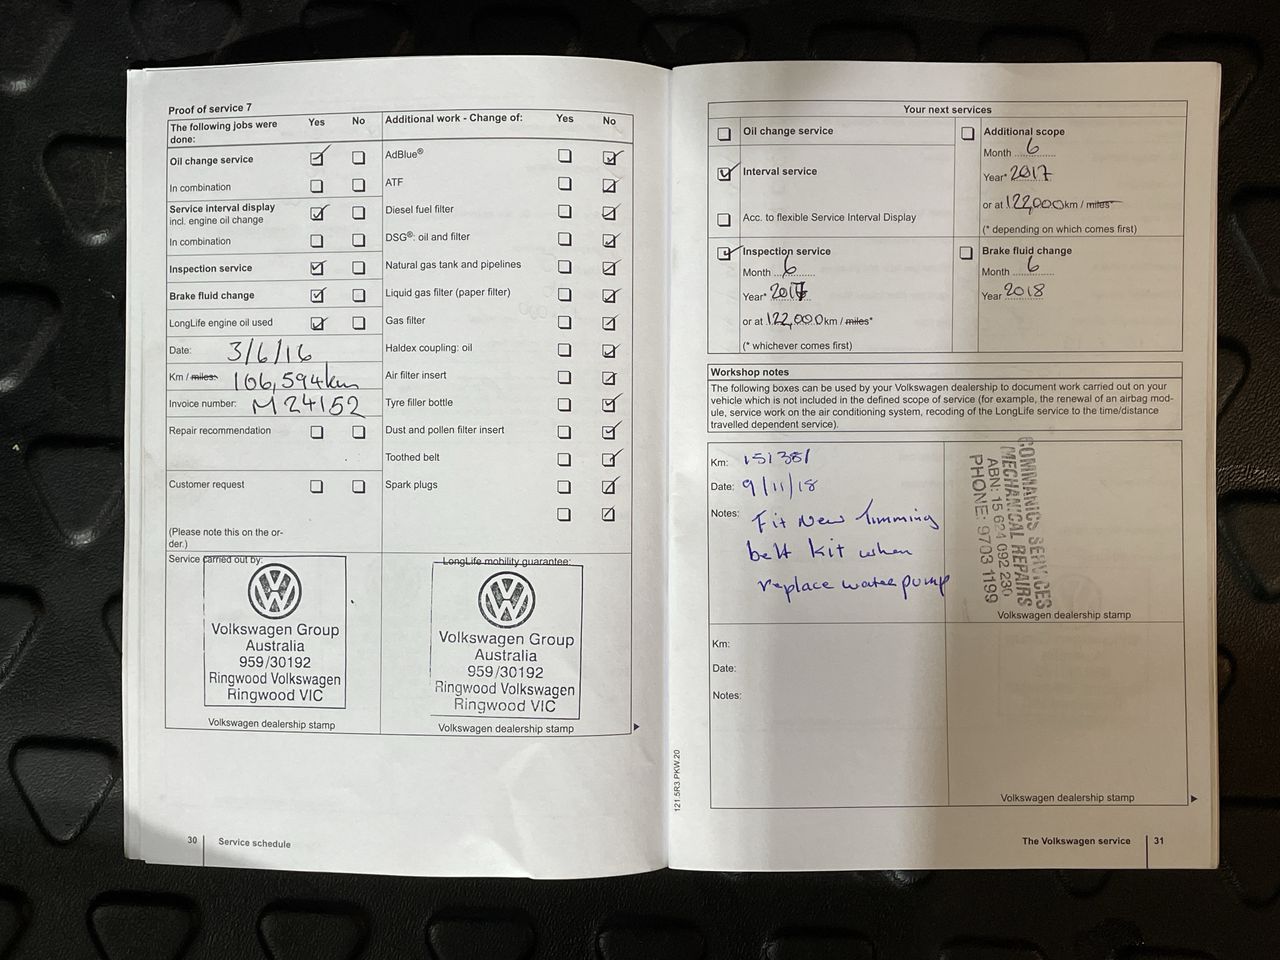 Proof of service 7
The following jobs were done: Yes No
Oil change service
In combination
Service interval display
incl. engine oil change
In combination
Inspection service
Brake fluid change
LongLife engine oil used
Date: 3/6/16
Km / miles: 106,594km
Invoice number: M24152
Repair recommendation
Customer request
(Please note this on the or-
der.)
Additional work - Change of: Yes No
AdBlue®
ATF
Diesel fuel filter
DSG®: oil and filter
Natural gas tank and pipelines
Liquid gas filter (paper filter)
Gas filter
Haldex coupling: oil
Air filter insert
Tyre filler bottle
Dust and pollen filter insert
Toothed belt
Spark plugs
Service carried out by:
Volkswagen Group
Australia
959/30192
Ringwood Volkswagen
Ringwood VIC
Volkswagen dealership stamp
LongLife mobility guarantee:
Volkswagen Group
Australia
959/30192
Ringwood Volkswagen
Ringwood VIC
Volkswagen dealership stamp
30 Service schedule
Your next services
Oil change service
Interval service
Acc. to flexible Service Interval Display
Additional scope
Month 6
Year* 2017
or at 122,000 km / miles*
(* depending on which comes first)
Inspection service
Month 6
Year* 2017
or at 122,000 km / miles*
(* whichever comes first)
Brake fluid change
Month 6
Year 2018
Workshop notes
The following boxes can be used by your Volkswagen dealership to document work carried out on your
vehicle which is not included in the defined scope of service (for example, the renewal of an airbag mod-
ule, service work on the air conditioning system, recoding of the LongLife service to the time/distance
travelled dependent service).
Km: 151381
Date: 9/11/18
Notes: Fit New Timming
belt kit when
replace water pump
COMMANICS SERVICES
MECHANICAL REPAIRS
ABN: 15 624 092 230
PHONE: 9703 1199
Volkswagen dealership stamp
Km:
Date:
Notes:
Volkswagen dealership stamp
121.5R3.PKW.20
The Volkswagen service 31